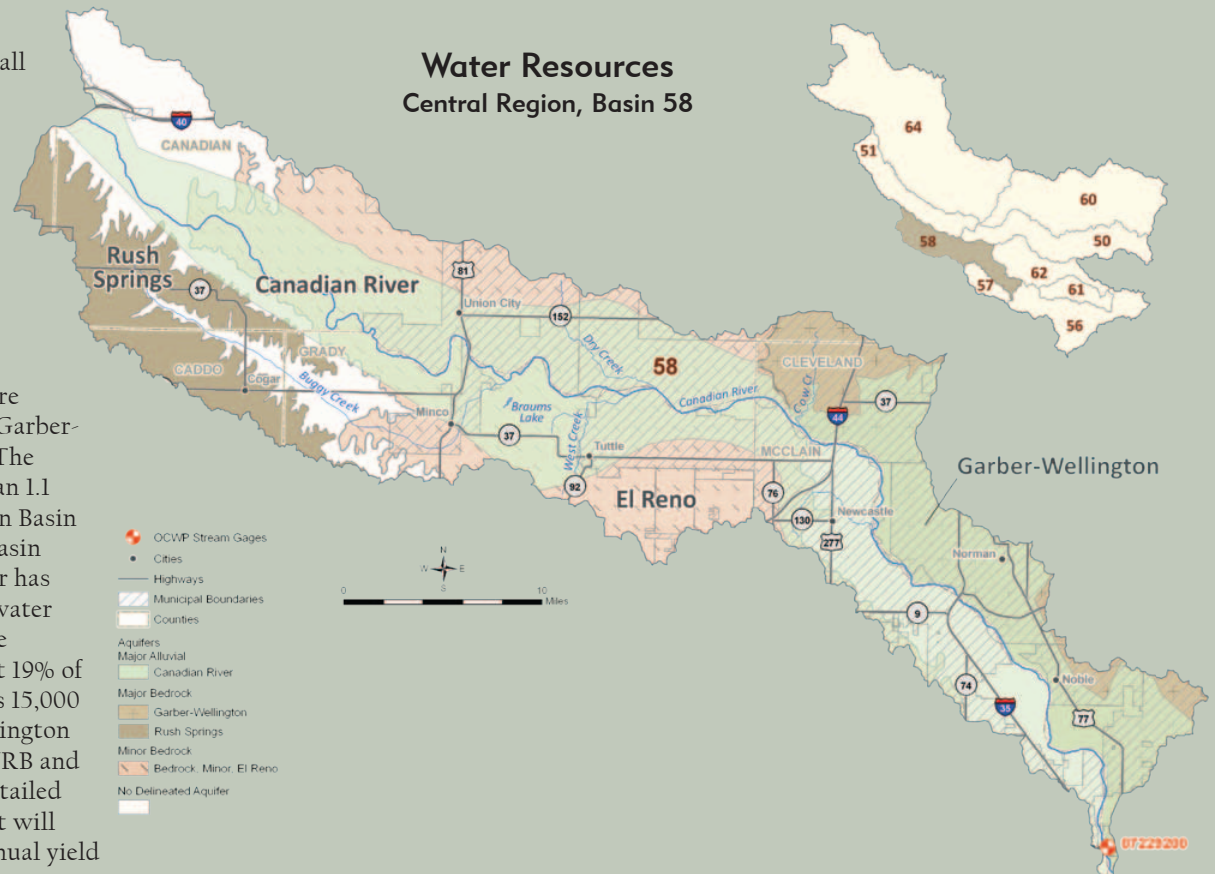 Water Resources
Central Region, Basin 58
all
re
Garber-
The
an 1.1
n Basin
asin
r has
water
e
t 19% of
s 15,000
lington
RB and
tailed
t will
nual yield
40
CANADIAN
Rush
Springs
37
Canadian River
81
Union City
152
Dry Creek
58
CLEVELAND
GRADY
CADDO
Cogar
Buggy Creek
Minco
Braums
Lake
37
West Creek
Tuttle
92
Canadian River
Cow Cr.
44
37
MCCLAIN
El Reno
76
130
Newcastle
277
Garber-Wellington
Norman
9
74
35
Noble
77
64
51
60
50
58
62
57
61
56
OCWP Stream Gages
Cities
Highways
Municipal Boundaries
Counties
Aquifers
Major Alluvial
Canadian River
Major Bedrock
Garber-Wellington
Rush Springs
Minor Bedrock
Bedrock, Minor, El Reno
No Delineated Aquifer
N
W E
S
0 10
Miles